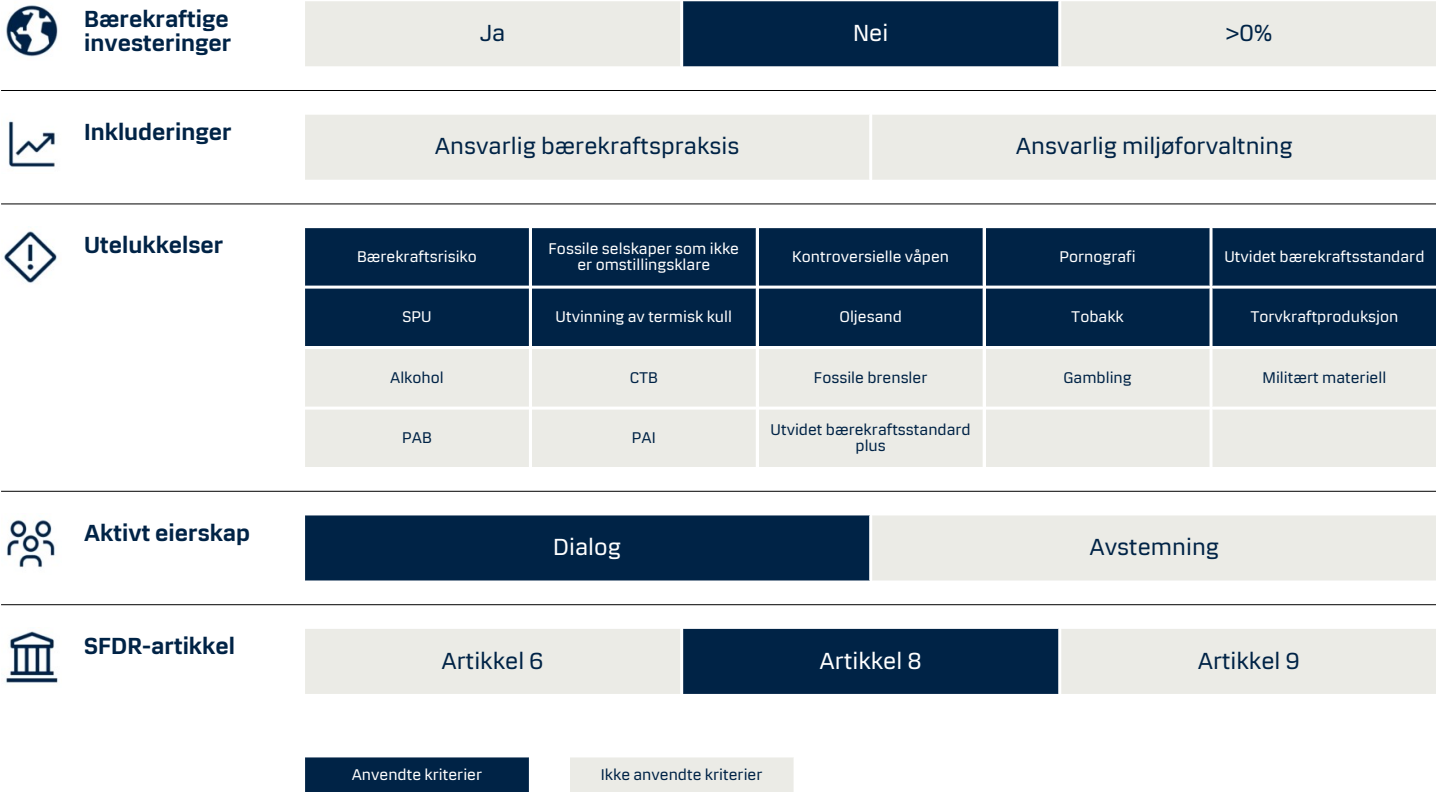 Bærekraftige
investeringer
Ja
Nei
>0%
Inkluderinger
Ansvarlig bærekraftspraksis
Ansvarlig miljøforvaltning
Utelukkelser
Bærekraftsrisiko
Fossile selskaper som ikke
er omstillingsklare
Kontroversielle våpen
Pornografi
Utvidet bærekraftsstandard
SPU
Utvinning av termisk kull
Oljesand
Tobakk
Torvkraftproduksjon
Alkohol
CTB
Fossile brensler
Gambling
Militært materiell
PAB
PAI
Utvidet bærekraftsstandard
plus
Aktivt eierskap
Dialog
Avstemning
SFDR-artikkel
Artikkel 6
Artikkel 8
Artikkel 9
Anvendte kriterier
Ikke anvendte kriterier